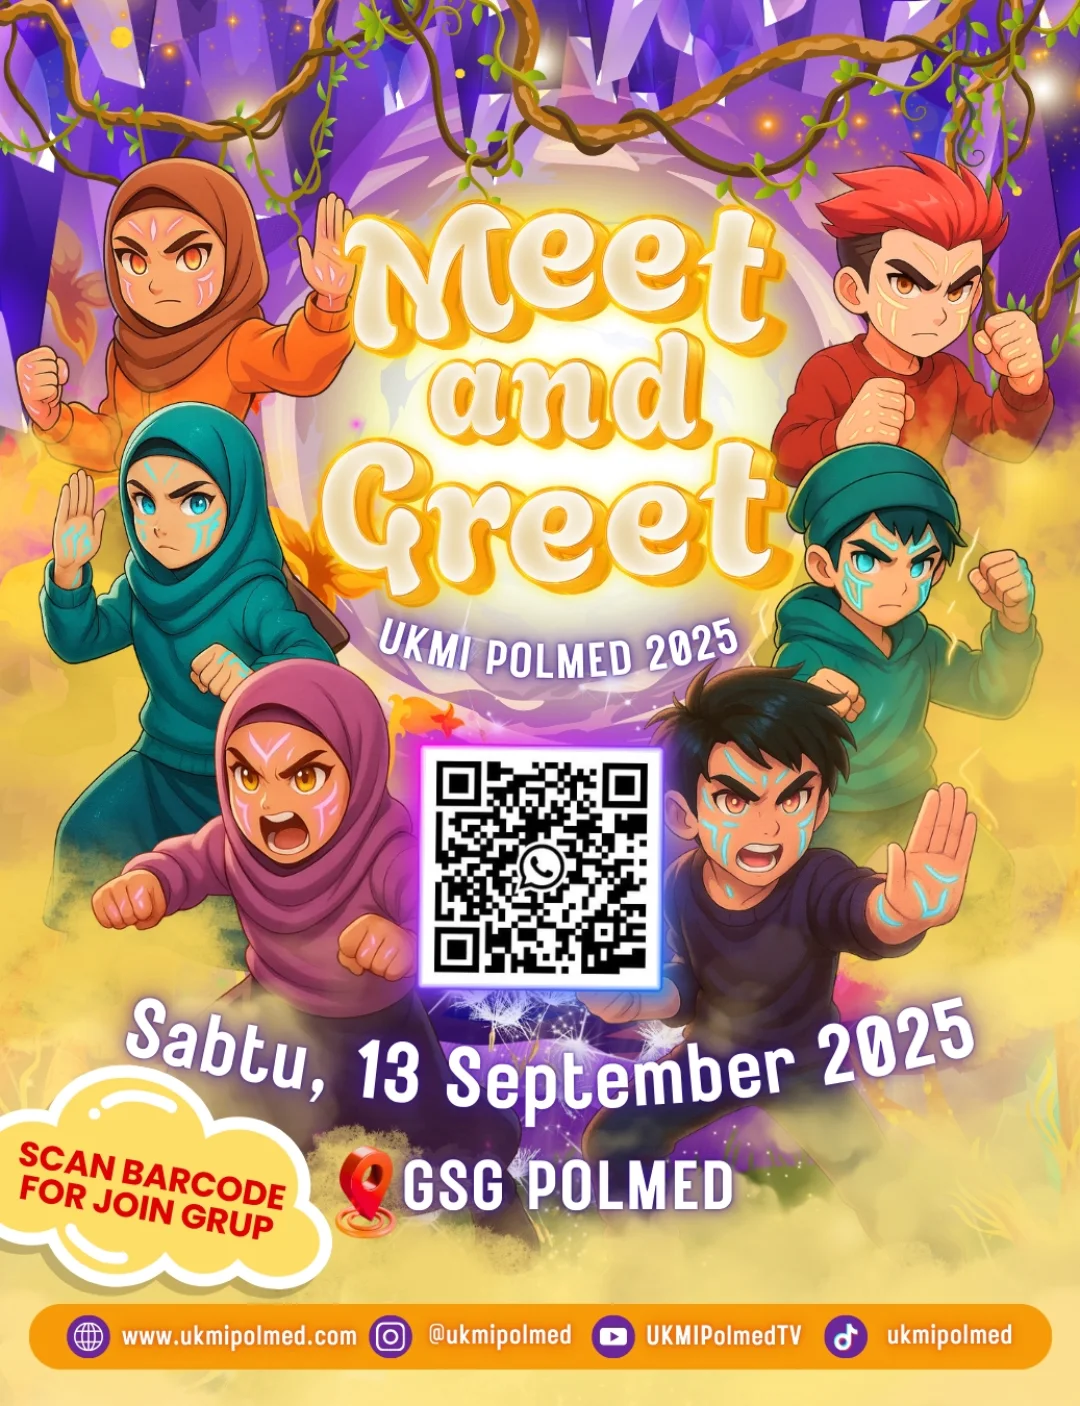 Meet
and
Greet
UKMI POLMED 2025
Sabtu, 13 September 2025
GSG POLMED
SCAN BARCODE
FOR JOIN GRUP
www.ukmipolmed.com @ukmipolmed UKMIPolmedTV ukmipolmed